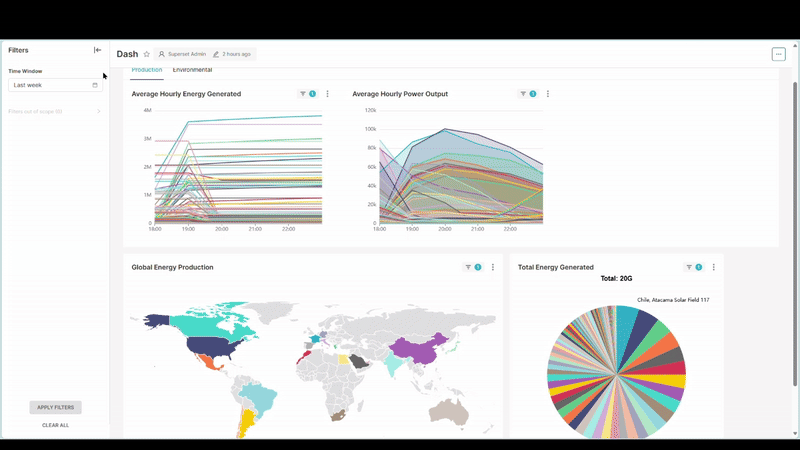 Filters
Time Window
Last week
Filters out of scope (0)
APPLY FILTERS
CLEAR ALL
Dash
Superset Admin
2 hours ago
Production
Environmental
Average Hourly Energy Generated
1
4M
3M
2M
1M
0
18:00
19:00
20:00
21:00
22:00
Average Hourly Power Output
1
120k
100k
80k
60k
40k
20k
0
18:00
19:00
20:00
21:00
22:00
Global Energy Production
1
Total Energy Generated
1
Total: 20G
Chile, Atacama Solar Field 117